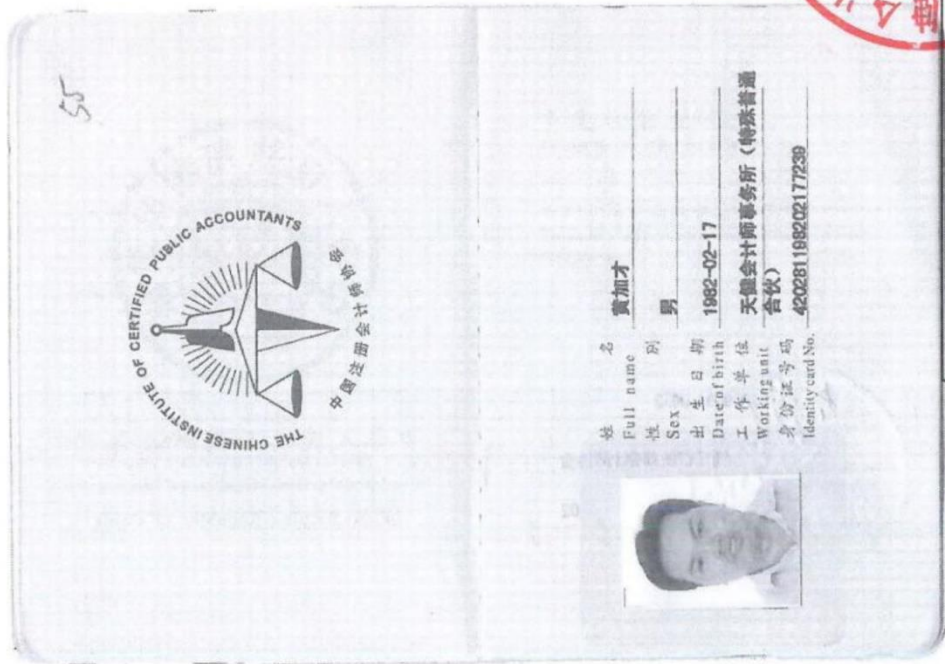 55
THE CHINESE INSTITUTE OF CERTIFIED PUBLIC ACCOUNTANTS
中国注册会计师协会
姓 名 黄加才
Full name
性 别 男
Sex
出 生 日 期 1982-02-17
Date of birth
工 作 单 位 天健会计师事务所（特殊普通
Working unit 合伙）
身 份 证 号 码 420281198202177239
Identity card No.